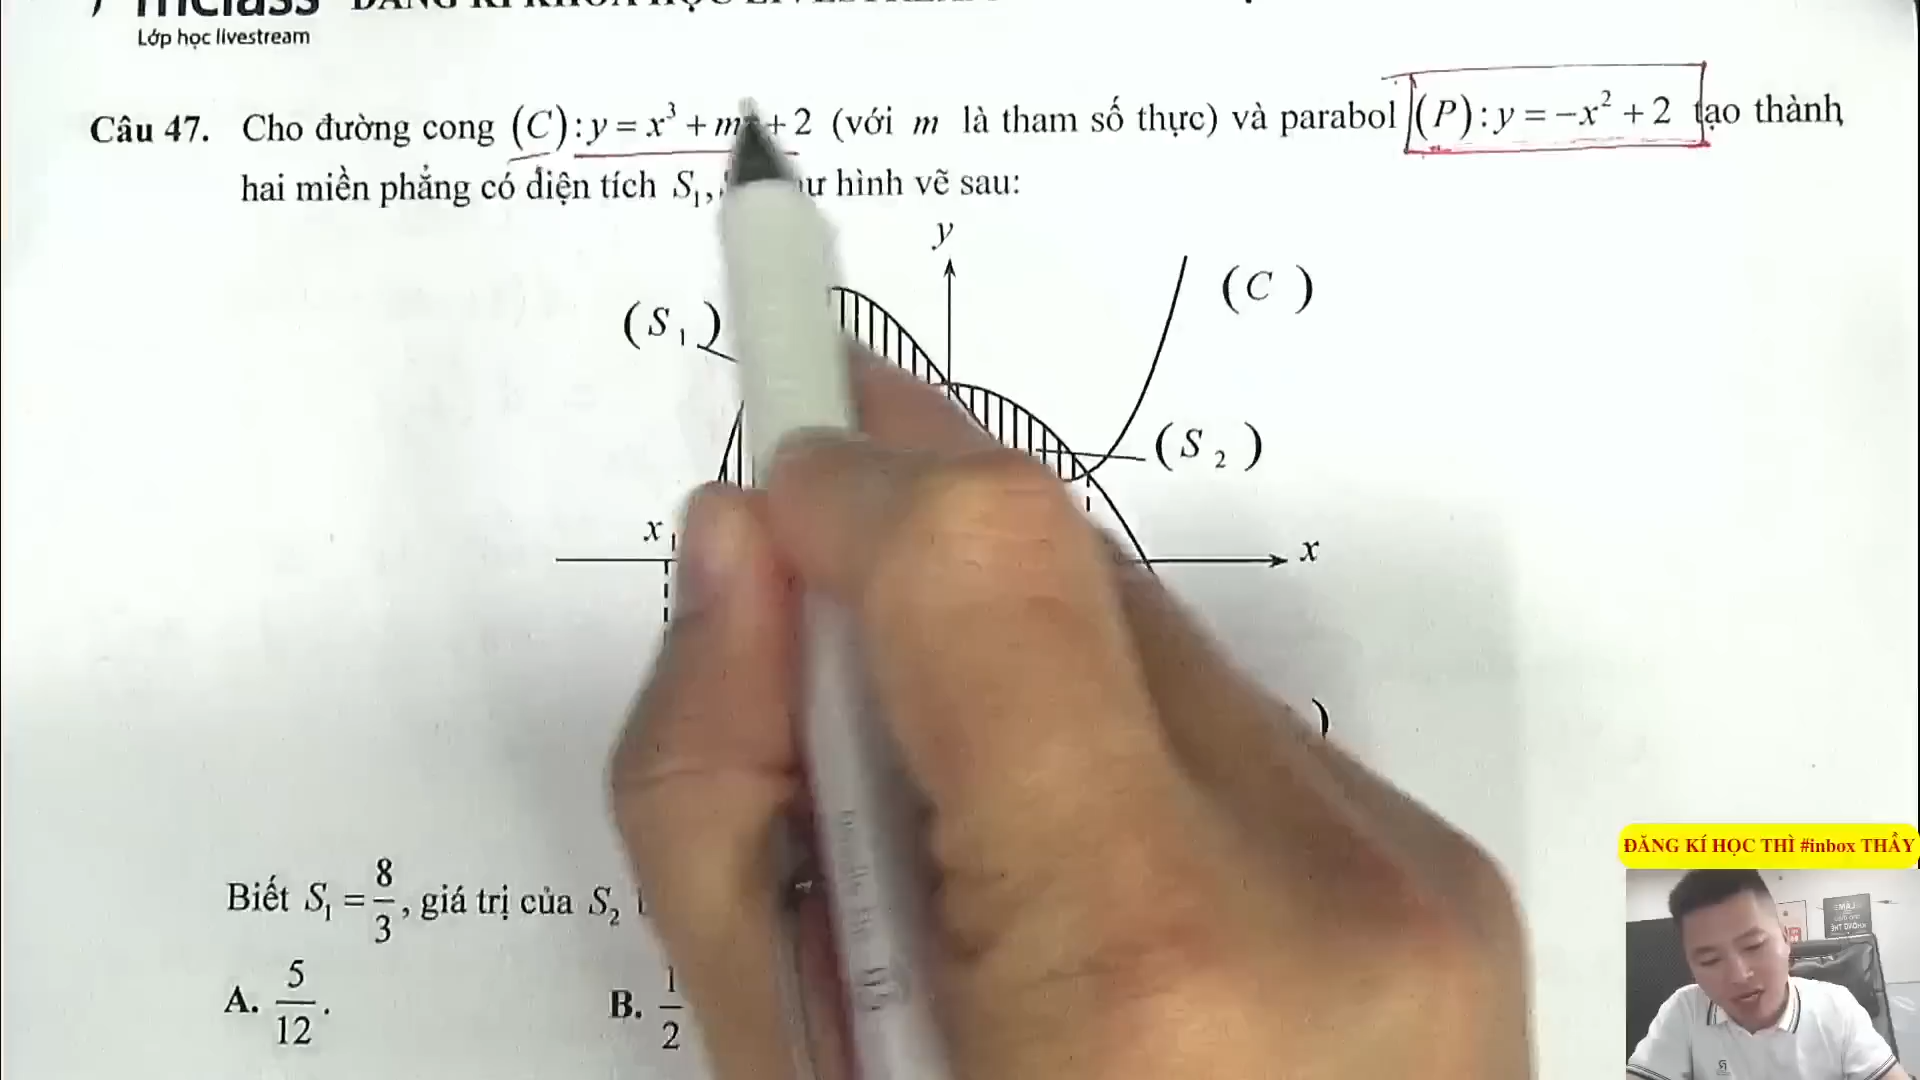 Lớp học livestream
Câu 47. Cho đường cong (C): y = x³ + m + 2 (với m là tham số thực) và parabol (P): y = −x² + 2 tạo thành
hai miền phẳng có diện tích S₁, hình vẽ sau:
y
(S₁)
(C)
(S₂)
x₁
x
)
Biết S₁ = 8/3, giá trị của S₂
A. 5/12.
B. 1/2
ĐĂNG KÍ HỌC THÌ #inbox THẦY